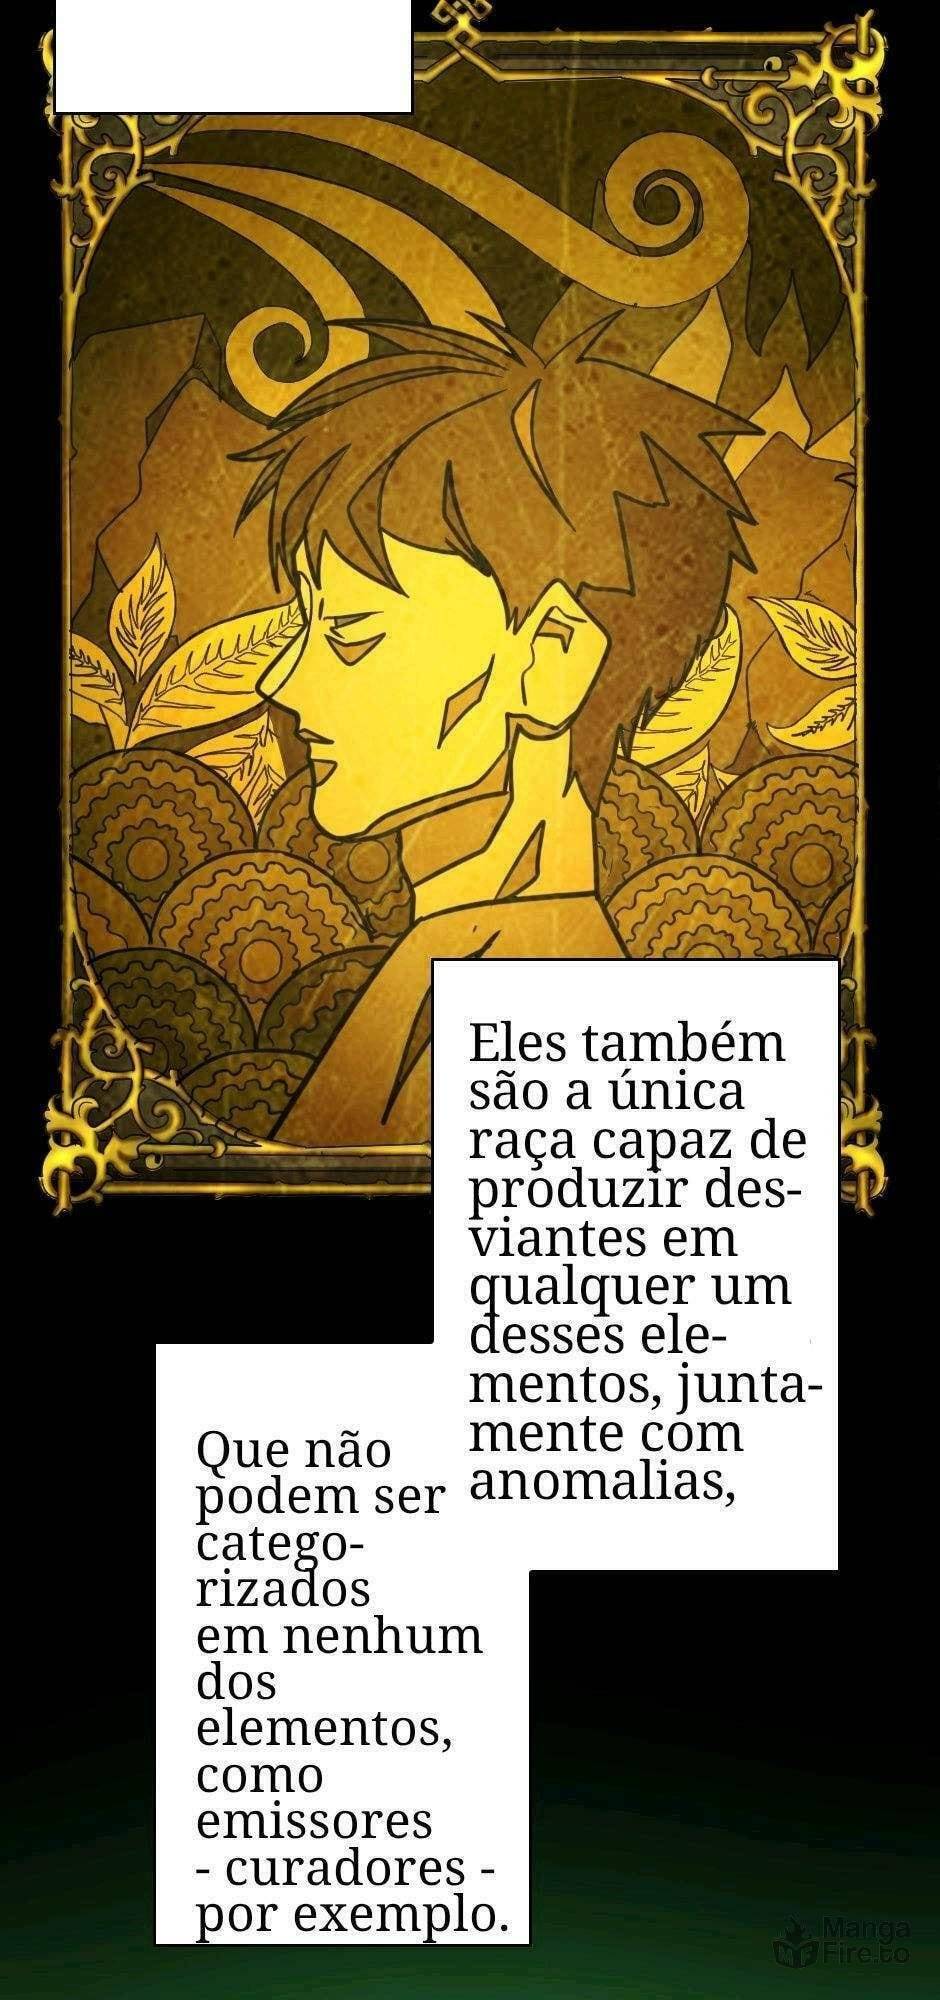 Eles também
são a única
raça capaz de
produzir des-
viantes em
qualquer um
desses ele-
mentos, junta-
mente com
anomalias,
Que não
podem ser
catego-
rizados
em nenhum
dos
elementos,
como
emissores
- curadores -
por exemplo.
Manga
Fire.to